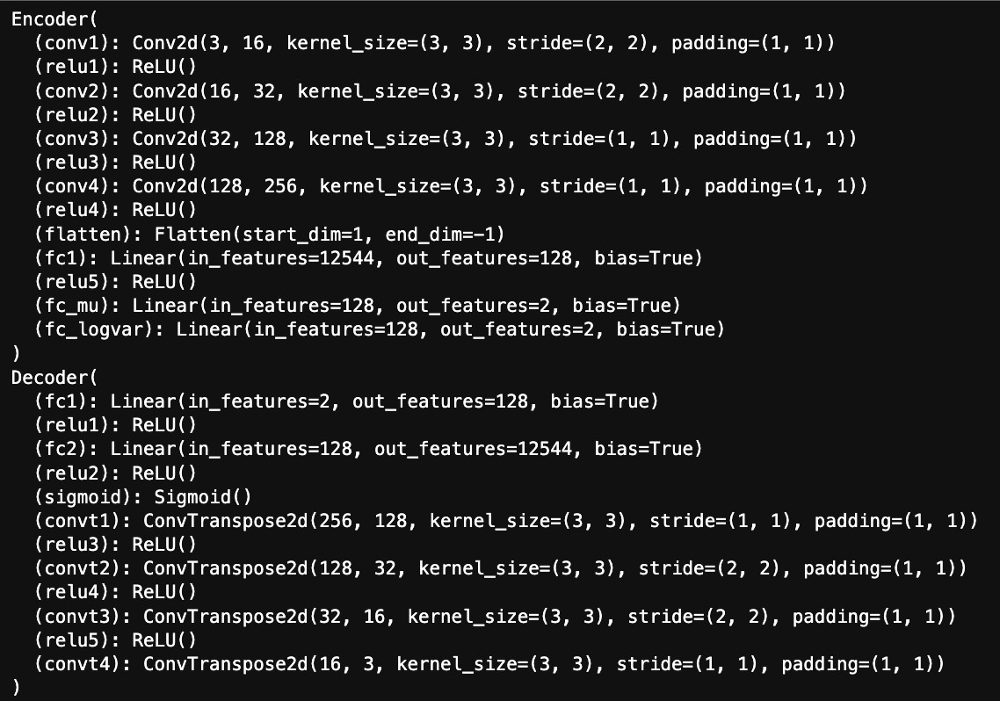 Encoder(
  (conv1): Conv2d(3, 16, kernel_size=(3, 3), stride=(2, 2), padding=(1, 1))
  (relu1): ReLU()
  (conv2): Conv2d(16, 32, kernel_size=(3, 3), stride=(2, 2), padding=(1, 1))
  (relu2): ReLU()
  (conv3): Conv2d(32, 128, kernel_size=(3, 3), stride=(1, 1), padding=(1, 1))
  (relu3): ReLU()
  (conv4): Conv2d(128, 256, kernel_size=(3, 3), stride=(1, 1), padding=(1, 1))
  (relu4): ReLU()
  (flatten): Flatten(start_dim=1, end_dim=-1)
  (fc1): Linear(in_features=12544, out_features=128, bias=True)
  (relu5): ReLU()
  (fc_mu): Linear(in_features=128, out_features=2, bias=True)
  (fc_logvar): Linear(in_features=128, out_features=2, bias=True)
)
Decoder(
  (fc1): Linear(in_features=2, out_features=128, bias=True)
  (relu1): ReLU()
  (fc2): Linear(in_features=128, out_features=12544, bias=True)
  (relu2): ReLU()
  (sigmoid): Sigmoid()
  (convt1): ConvTranspose2d(256, 128, kernel_size=(3, 3), stride=(1, 1), padding=(1, 1))
  (relu3): ReLU()
  (convt2): ConvTranspose2d(128, 32, kernel_size=(3, 3), stride=(2, 2), padding=(1, 1))
  (relu4): ReLU()
  (convt3): ConvTranspose2d(32, 16, kernel_size=(3, 3), stride=(2, 2), padding=(1, 1))
  (relu5): ReLU()
  (convt4): ConvTranspose2d(16, 3, kernel_size=(3, 3), stride=(1, 1), padding=(1, 1))
)